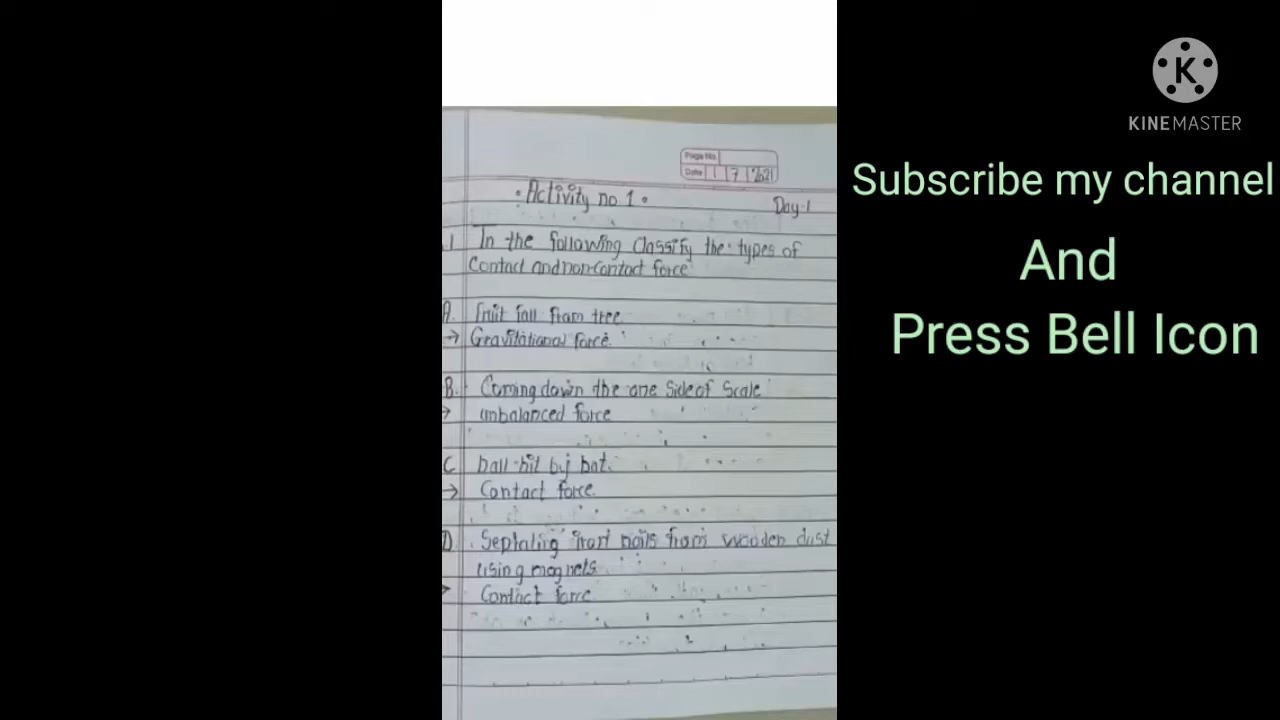 KINEMASTER
Subscribe my channel
And
Press Bell Icon
Page No.
Date 1 7 2021
Activity no 1
Day-1
1 In the following classify the types of
Contact and non-contact force
A. Fruit fall from tree
→ Gravitational force.
B. Coming down the one side of Scale
→ unbalanced force
C ball hit by bat.
→ Contact force
D. nails from wooden dust
using magnets
→ Contact force